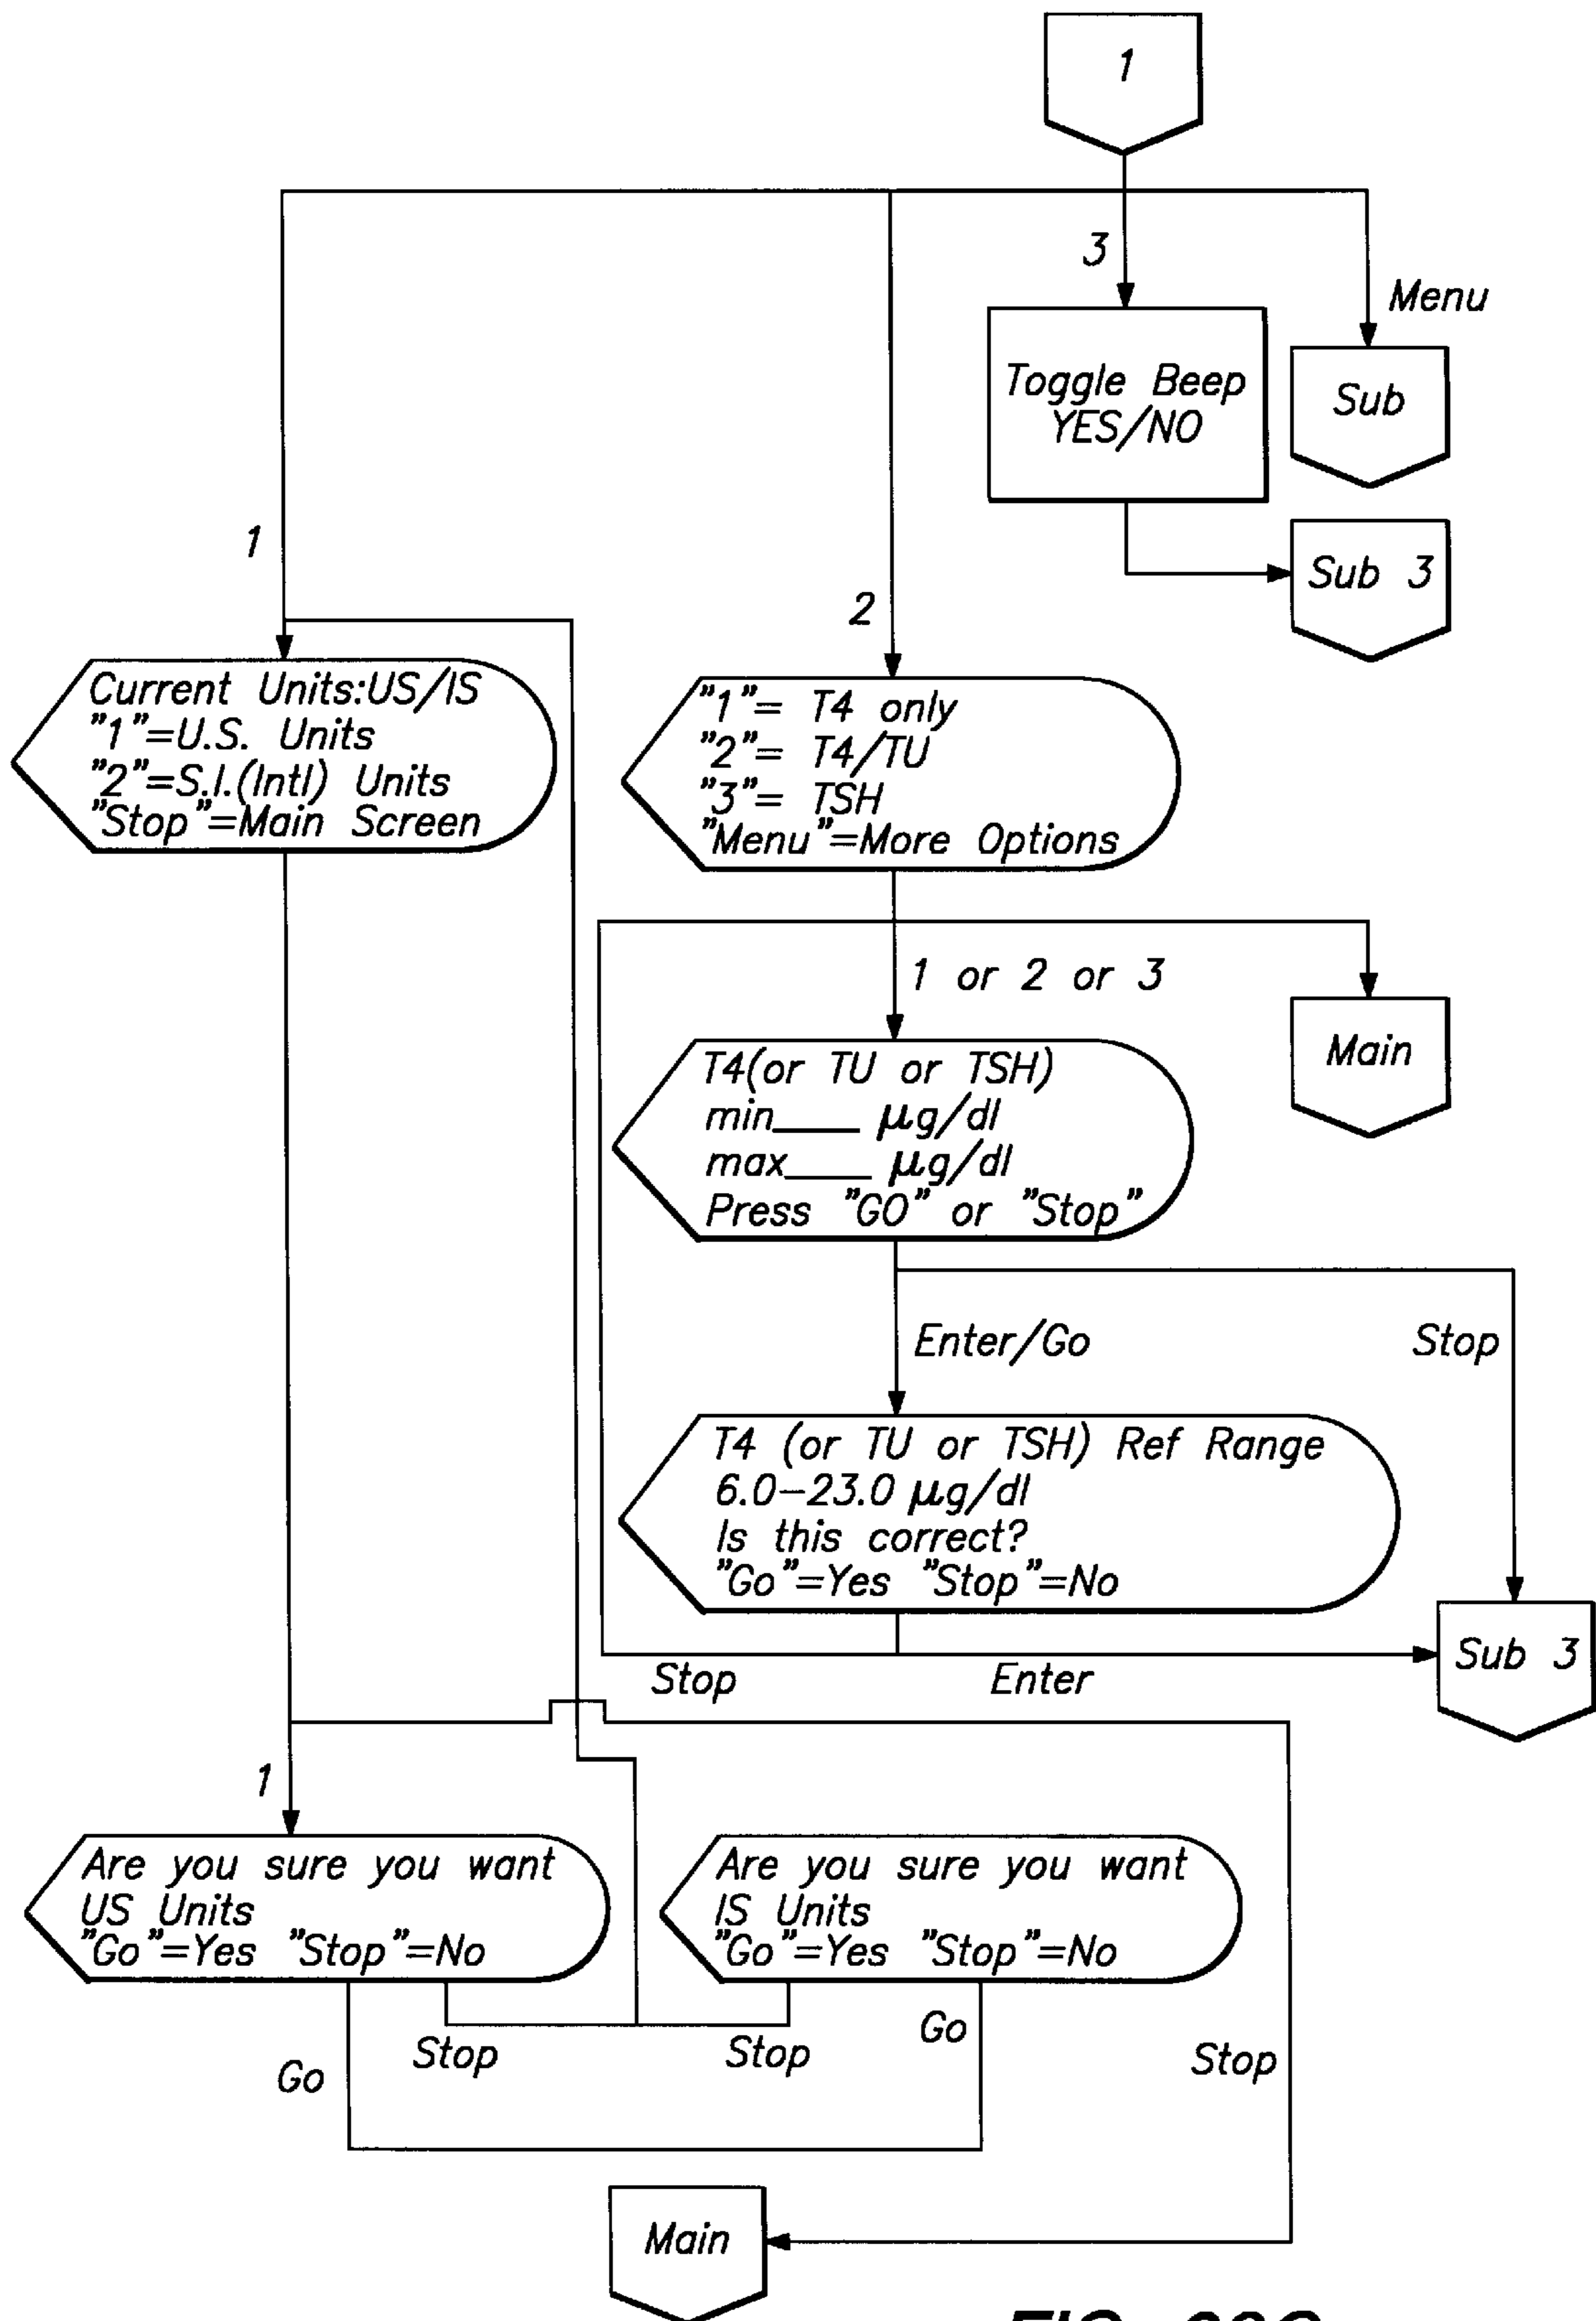 1
3
Menu
Toggle Beep
YES/NO
Sub
Sub 3
1
2
Current Units:US/IS
"1"=U.S. Units
"2"=S.I.(Intl) Units
"Stop"=Main Screen
"1"= T4 only
"2"= T4/TU
"3"= TSH
"Menu"=More Options
1 or 2 or 3
Main
T4(or TU or TSH)
min____ μg/dl
max____ μg/dl
Press "GO" or "Stop"
Enter/Go
Stop
T4 (or TU or TSH) Ref Range
6.0–23.0 μg/dl
Is this correct?
"Go"=Yes "Stop"=No
Sub 3
Stop
Enter
1
Are you sure you want
US Units
"Go"=Yes "Stop"=No
Are you sure you want
IS Units
"Go"=Yes "Stop"=No
Go
Stop
Stop
Go
Stop
Main